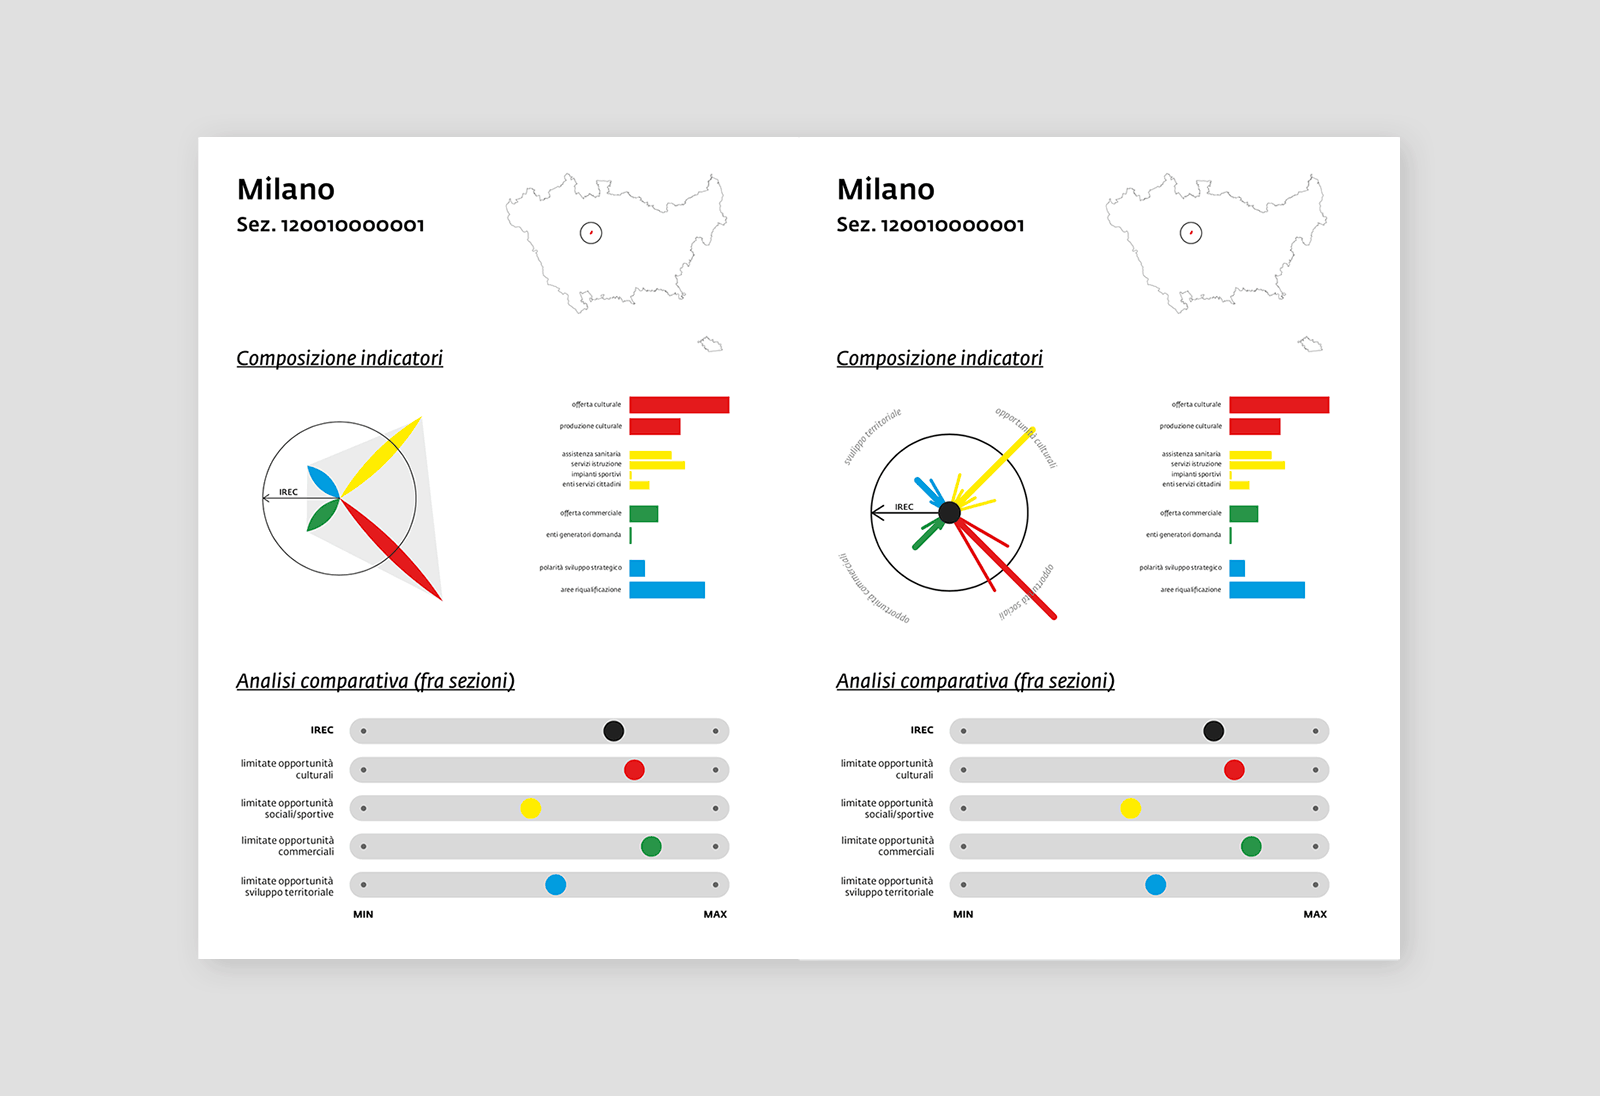 Milano
Sez. 120010000001
Composizione indicatori
IREC
offerta culturale
produzione culturale
assistenza sanitaria
servizi istruzione
impianti sportivi
enti servizi cittadini
offerta commerciale
enti generatori domanda
polarità sviluppo strategico
aree riqualificazione
Analisi comparativa (fra sezioni)
IREC
limitate opportunità
culturali
limitate opportunità
sociali/sportive
limitate opportunità
commerciali
limitate opportunità
sviluppo territoriale
MIN MAX
Milano
Sez. 120010000001
Composizione indicatori
sviluppo territoriale
opportunità culturali
IREC
opportunità commerciali
opportunità sociali
offerta culturale
produzione culturale
assistenza sanitaria
servizi istruzione
impianti sportivi
enti servizi cittadini
offerta commerciale
enti generatori domanda
polarità sviluppo strategico
aree riqualificazione
Analisi comparativa (fra sezioni)
IREC
limitate opportunità
culturali
limitate opportunità
sociali/sportive
limitate opportunità
commerciali
limitate opportunità
sviluppo territoriale
MIN MAX